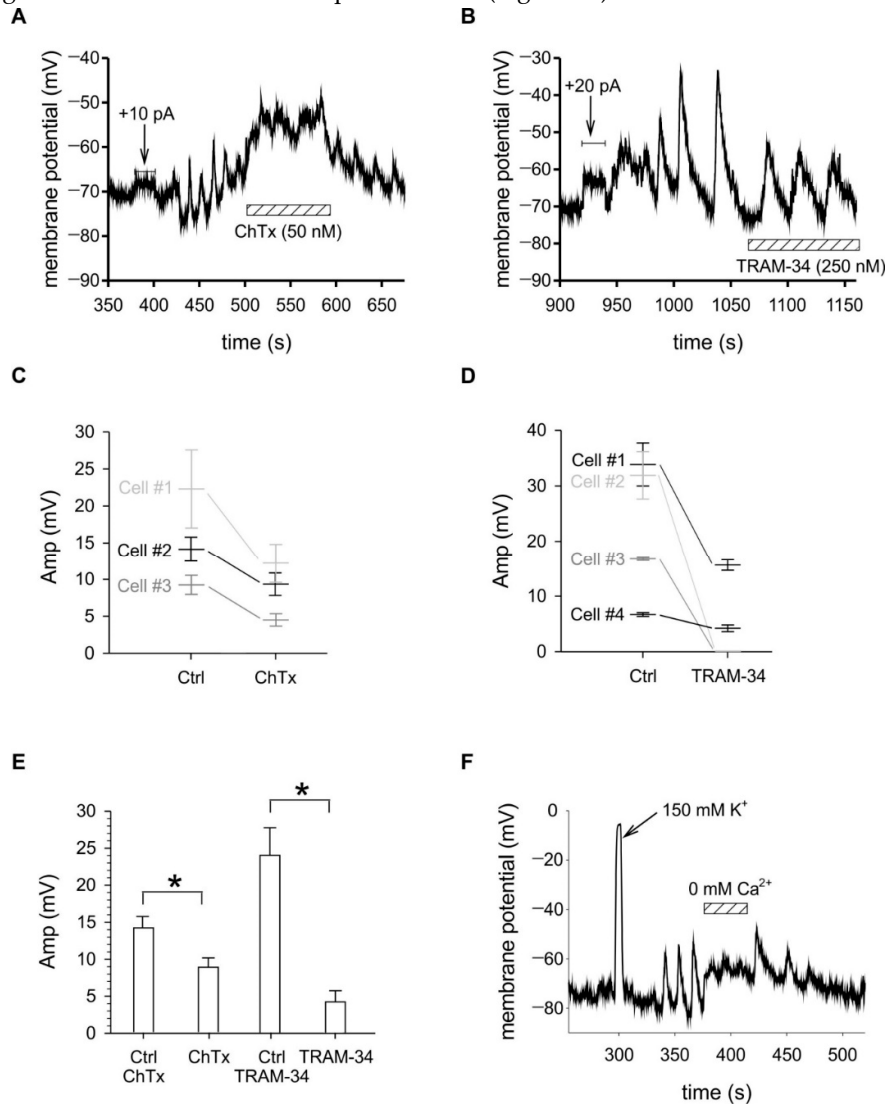 A
membrane potential (mV)
−40
−50
−60
−70
−80
−90
+10 pA
ChTx (50 nM)
350 400 450 500 550 600 650
time (s)
B
membrane potential (mV)
−30
−40
−50
−60
−70
−80
−90
+20 pA
TRAM-34 (250 nM)
900 950 1000 1050 1100 1150
time (s)
C
Amp (mV)
30
25
20
15
10
5
0
Cell #1
Cell #2
Cell #3
Ctrl ChTx
D
Amp (mV)
40
30
20
10
0
Cell #1
Cell #2
Cell #3
Cell #4
Ctrl TRAM-34
E
Amp (mV)
30
25
20
15
10
5
0
*
*
Ctrl ChTx Ctrl TRAM-34
ChTx TRAM-34
F
membrane potential (mV)
0
−20
−40
−60
−80
150 mM K⁺
0 mM Ca²⁺
300 350 400 450 500
time (s)